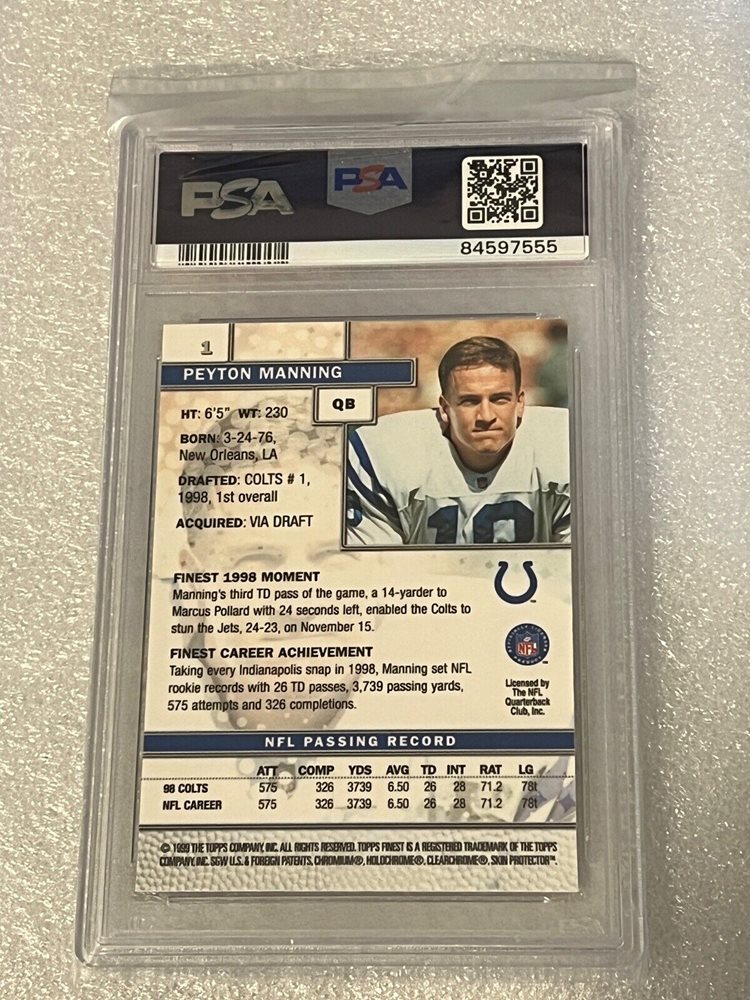 PSA
PSA
84597555
1
PEYTON MANNING
QB
HT: 6'5" WT: 230
BORN: 3-24-76,
New Orleans, LA
DRAFTED: COLTS # 1,
1998, 1st overall
ACQUIRED: VIA DRAFT
18
FINEST 1998 MOMENT
Manning's third TD pass of the game, a 14-yarder to
Marcus Pollard with 24 seconds left, enabled the Colts to
stun the Jets, 24-23, on November 15.
FINEST CAREER ACHIEVEMENT
Taking every Indianapolis snap in 1998, Manning set NFL
rookie records with 26 TD passes, 3,739 passing yards,
575 attempts and 326 completions.
NFL
Licensed by
The NFL
Quarterback
Club, Inc.
NFL PASSING RECORD
ATT COMP YDS AVG TD INT RAT LG
98 COLTS 575 326 3739 6.50 26 28 71.2 78t
NFL CAREER 575 326 3739 6.50 26 28 71.2 78t
© 1999 THE TOPPS COMPANY, INC. ALL RIGHTS RESERVED. TOPPS FINEST IS A REGISTERED TRADEMARK OF THE TOPPS
COMPANY, INC. SGW U.S. & FOREIGN PATENTS, CHROMIUM®, HOLOCHROME®, CLEARCHROME®, SKIN PROTECTOR™.